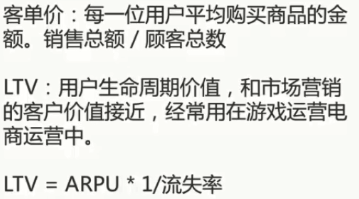 客单价：每一位用户平均购买商品的金
额。销售总额 / 顾客总数
LTV：用户生命周期价值，和市场营销
的客户价值接近，经常用在游戏运营电
商运营中。
LTV = ARPU * 1/流失率